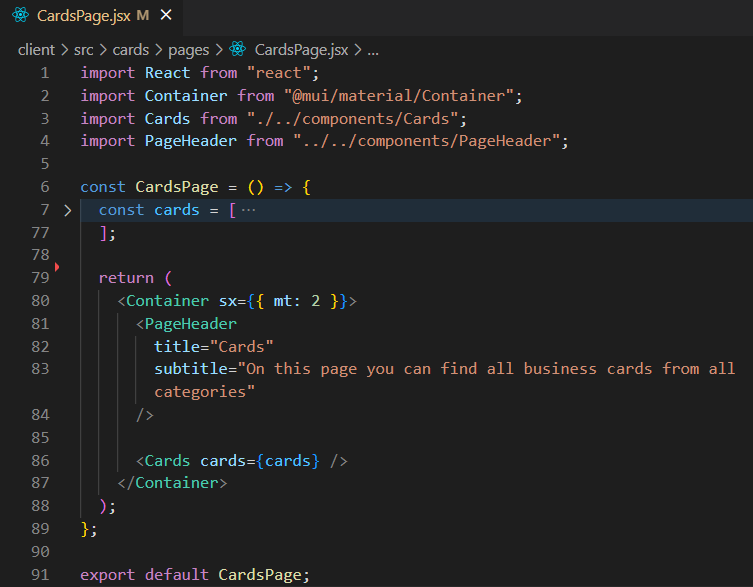 CardsPage.jsx M ×
client > src > cards > pages > CardsPage.jsx > ...
1 import React from "react";
2 import Container from "@mui/material/Container";
3 import Cards from "./../components/Cards";
4 import PageHeader from "../../components/PageHeader";
5
6 const CardsPage = () => {
7 > const cards = [ ...
77 ];
78
79 return (
80 <Container sx={{ mt: 2 }}>
81 <PageHeader
82 title="Cards"
83 subtitle="On this page you can find all business cards from all
categories"
84 />
85
86 <Cards cards={cards} />
87 </Container>
88 );
89 };
90
91 export default CardsPage;